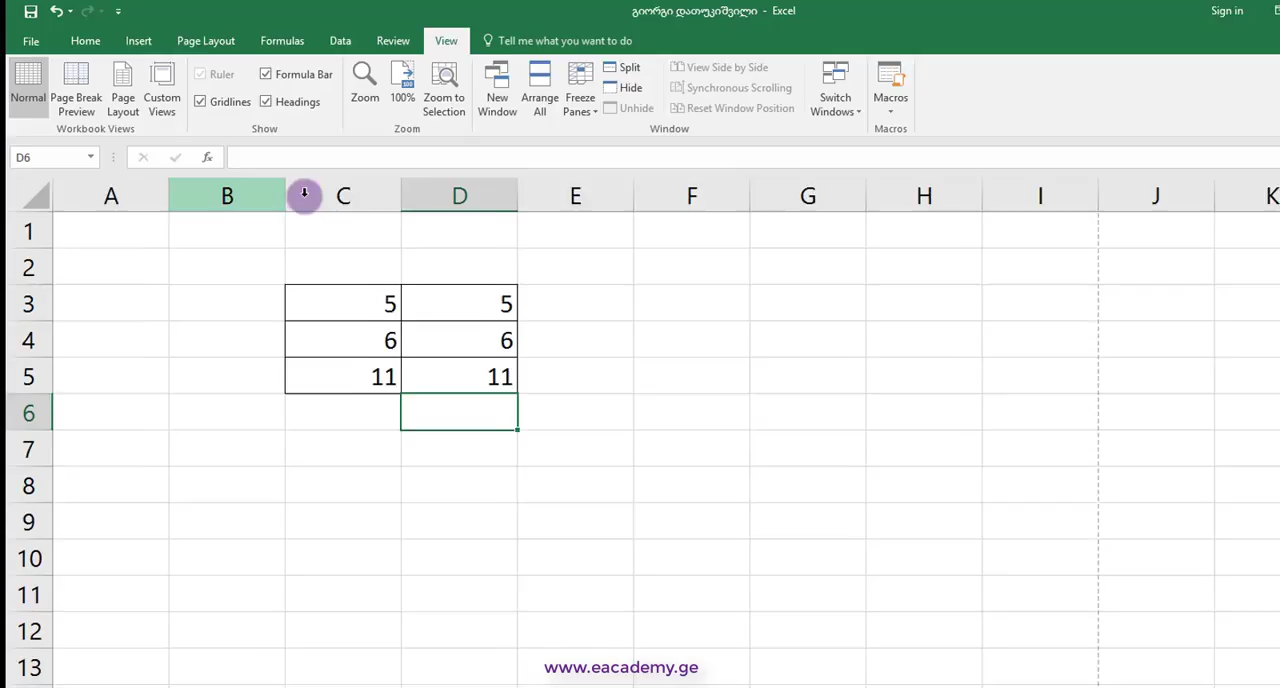 გიორგი დათუკიშვილი - Excel
Sign in
File Home Insert Page Layout Formulas Data Review View Tell me what you want to do
Normal
Page Break Preview
Page Layout
Custom Views
Workbook Views
Ruler
Formula Bar
Gridlines
Headings
Show
Zoom
100%
Zoom to Selection
Zoom
New Window
Arrange All
Freeze Panes
Split
Hide
Unhide
View Side by Side
Synchronous Scrolling
Reset Window Position
Window
Switch Windows
Macros
Macros
D6
fx
A B C D E F G H I J K
1
2
3 5 5
4 6 6
5 11 11
6
7
8
9
10
11
12
13
www.eacademy.ge